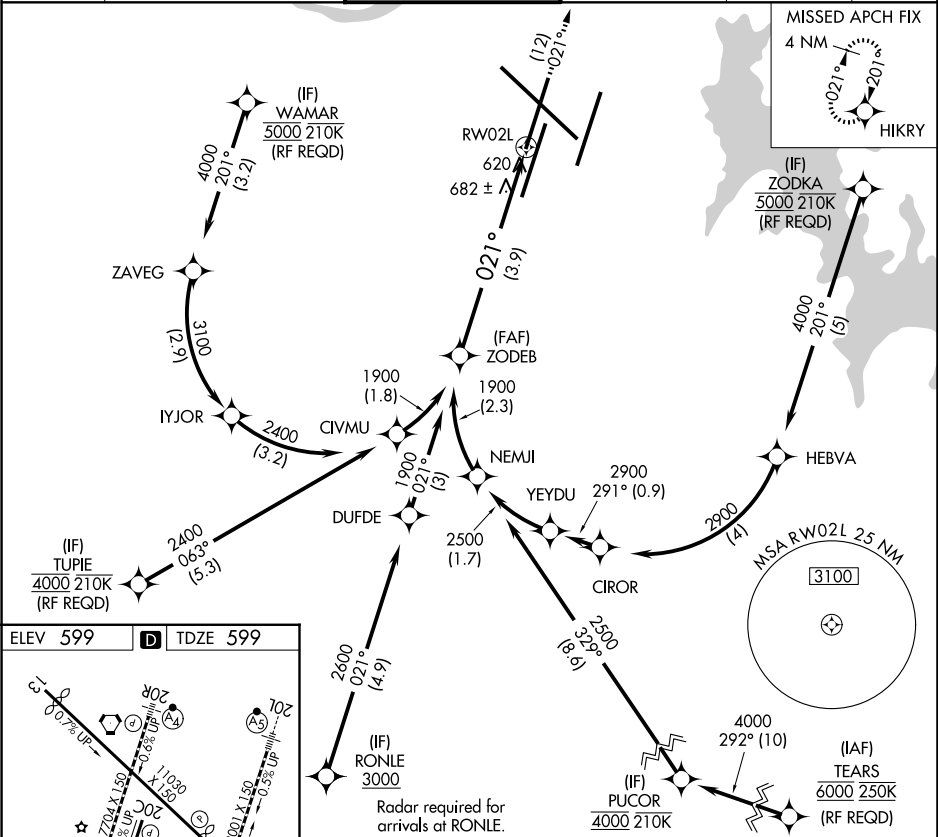 MISSED APCH FIX
4 NM
021°
201°
HIKRY
(12)
021°
(IF)
WAMAR
5000 210K
(RF REQD)
4000
201°
(3.2)
RW02L
620
682 ±
(IF)
ZODKA
5000 210K
(RF REQD)
ZAVEG
021°
(3.9)
4000
201°
(5)
3100
(2.9)
(FAF)
ZODEB
1900
(1.8)
1900
(2.3)
IYJOR
2400
(3.2)
CIVMU
NEMJI
HEBVA
1900
021°
(3)
YEYDU
2900
291° (0.9)
DUFDE
2500
(1.7)
2900
(4)
CIROR
2400
063°
(5.3)
(IF)
TUPIE
4000 210K
(RF REQD)
MSA RW02L 25 NM
3100
2600
021°
(4.9)
2500
329°
(8.6)
ELEV 599
D
TDZE 599
13
0.7% UP
20R
A4
P
0.6% UP
A5
20L
0.5% UP
11030
X 150
7704 X 150
20C
% UP
P
P
001 X 150
(IF)
RONLE
3000
Radar required for
arrivals at RONLE.
4000
292° (10)
(IF)
PUCOR
4000 210K
(IAF)
TEARS
6000 250K
(RF REQD)